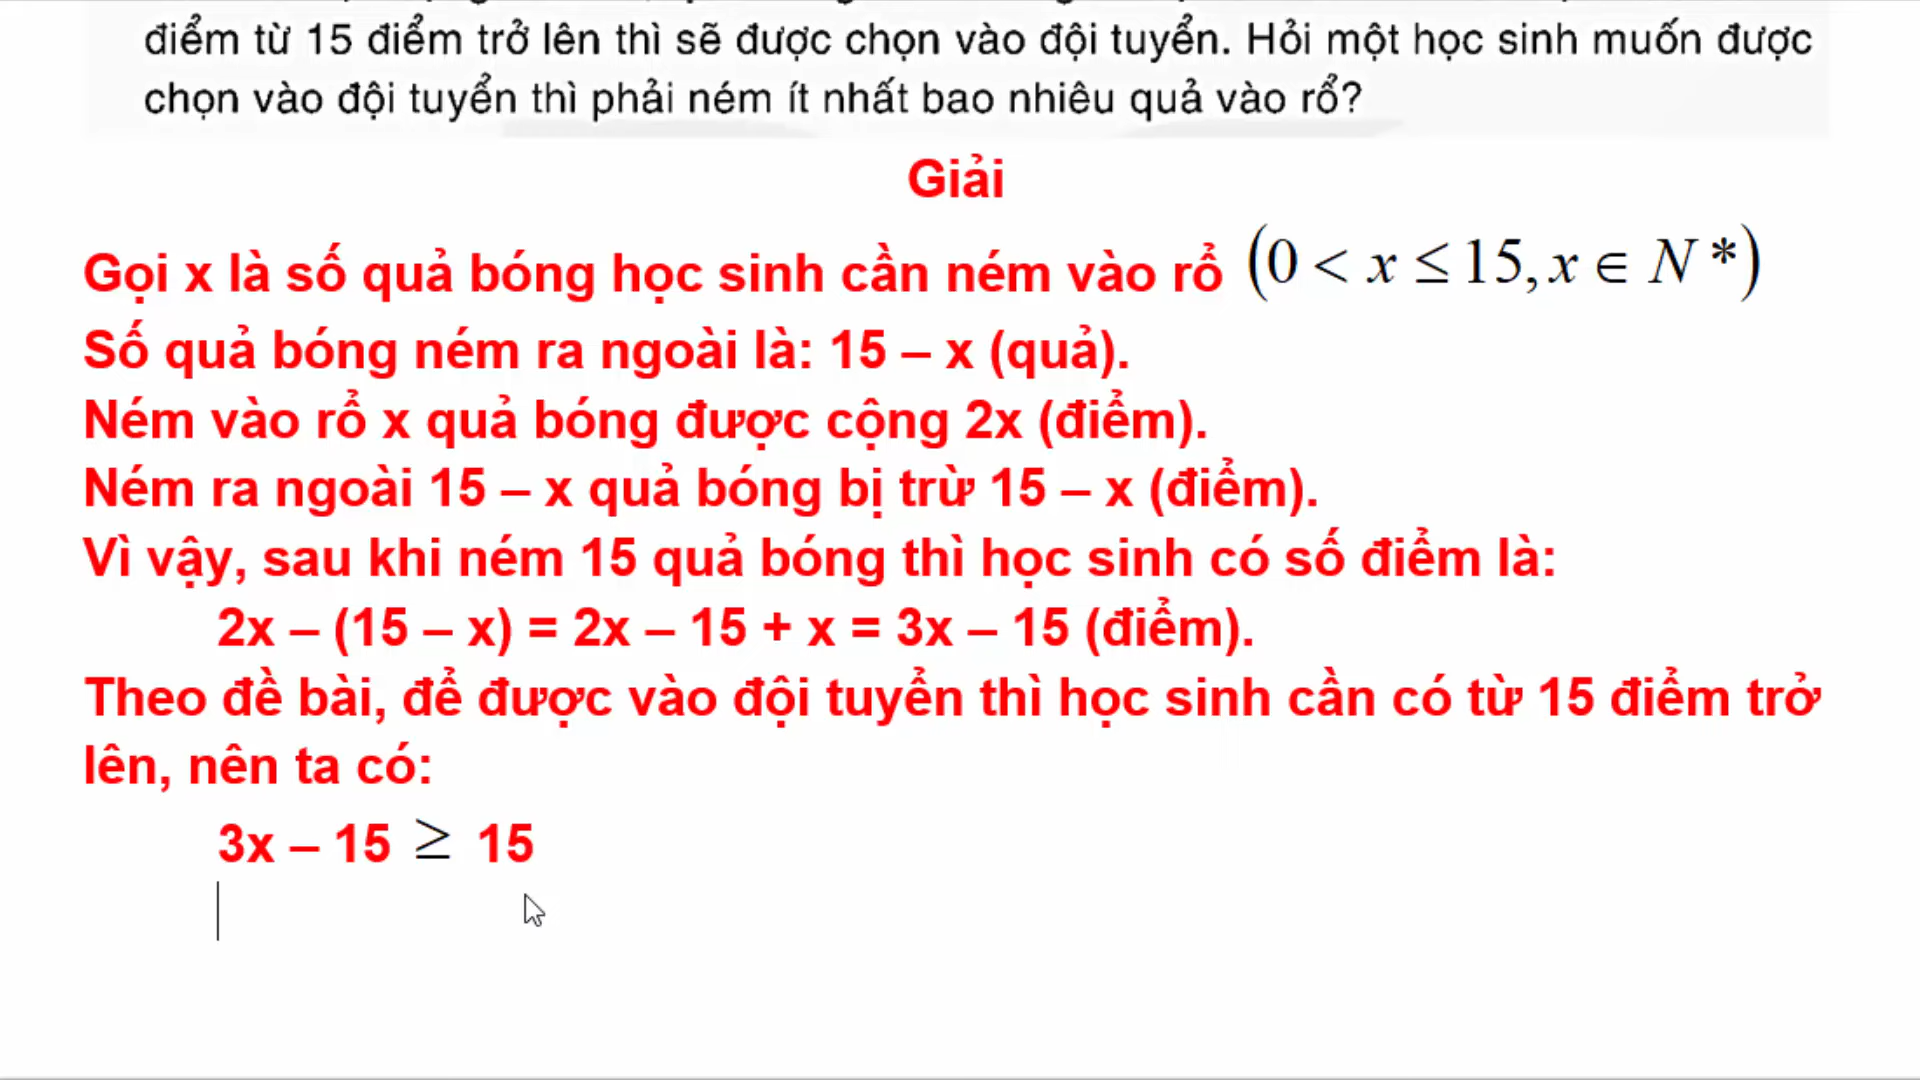 điểm từ 15 điểm trở lên thì sẽ được chọn vào đội tuyển. Hỏi một học sinh muốn được
chọn vào đội tuyển thì phải ném ít nhất bao nhiêu quả vào rổ?
Giải
Gọi x là số quả bóng học sinh cần ném vào rổ (0 < x ≤ 15, x ∈ N *)
Số quả bóng ném ra ngoài là: 15 – x (quả).
Ném vào rổ x quả bóng được cộng 2x (điểm).
Ném ra ngoài 15 – x quả bóng bị trừ 15 – x (điểm).
Vì vậy, sau khi ném 15 quả bóng thì học sinh có số điểm là:
2x – (15 – x) = 2x – 15 + x = 3x – 15 (điểm).
Theo đề bài, để được vào đội tuyển thì học sinh cần có từ 15 điểm trở
lên, nên ta có:
3x – 15 ≥ 15